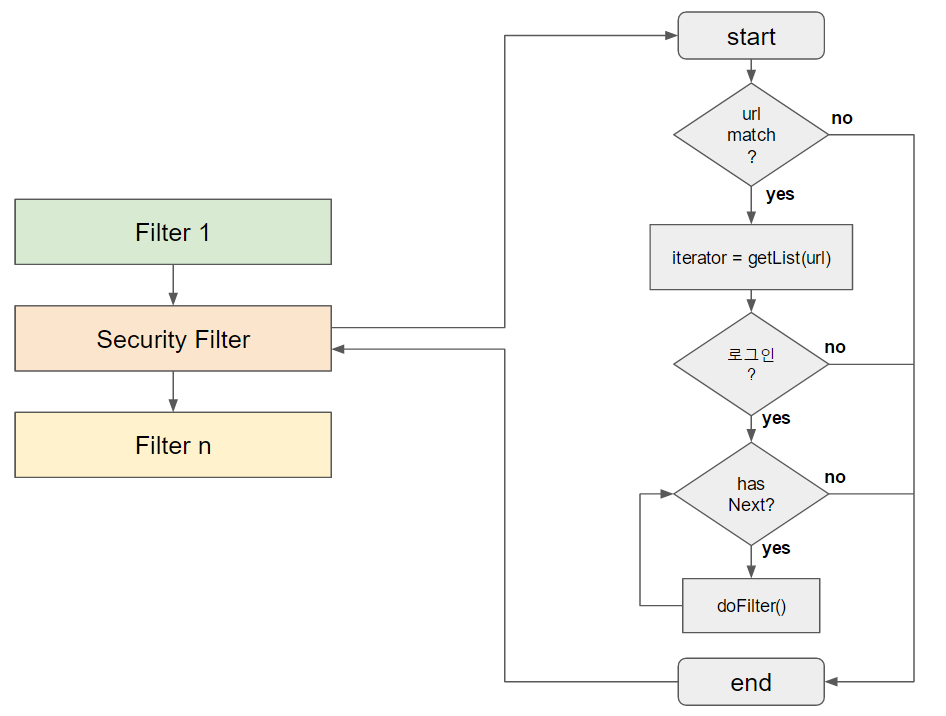 Filter 1
Security Filter
Filter n
start
url
match
?
no
yes
iterator = getList(url)
로그인
?
no
yes
has
Next?
no
yes
doFilter()
end